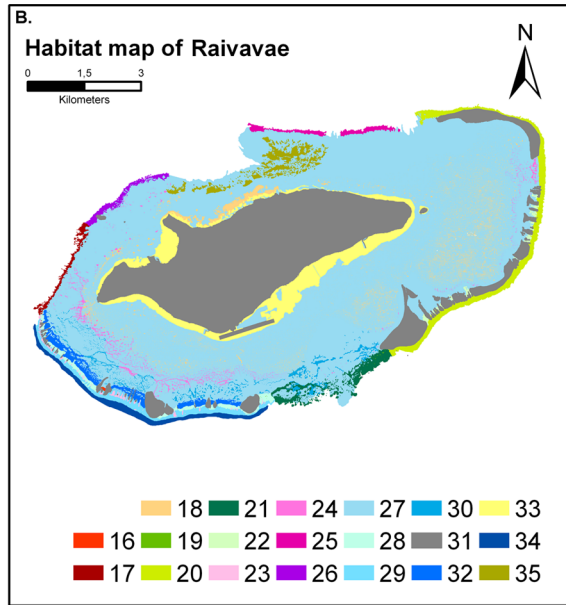 B.
Habitat map of Raivavae
N
0 1,5 3
Kilometers
18 21 24 27 30 33
16 19 22 25 28 31 34
17 20 23 26 29 32 35